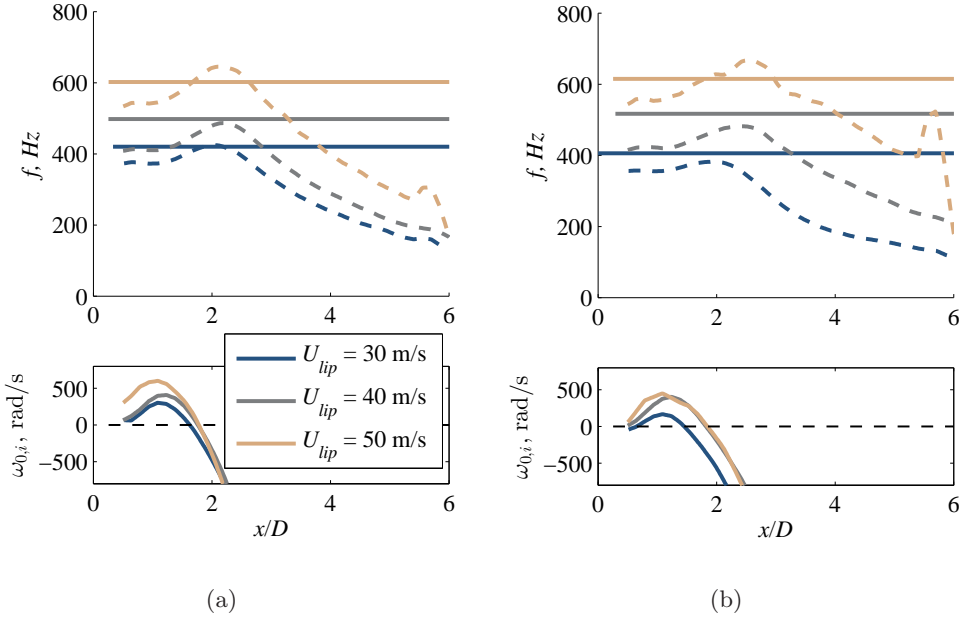 800
600
400
200
0
f, Hz
0
2
4
6
500
0
−500
ω0,i, rad/s
0
2
4
6
x/D
U_lip = 30 m/s
U_lip = 40 m/s
U_lip = 50 m/s
(a)
800
600
400
200
0
f, Hz
0
2
4
6
500
0
−500
ω0,i, rad/s
0
2
4
6
x/D
(b)